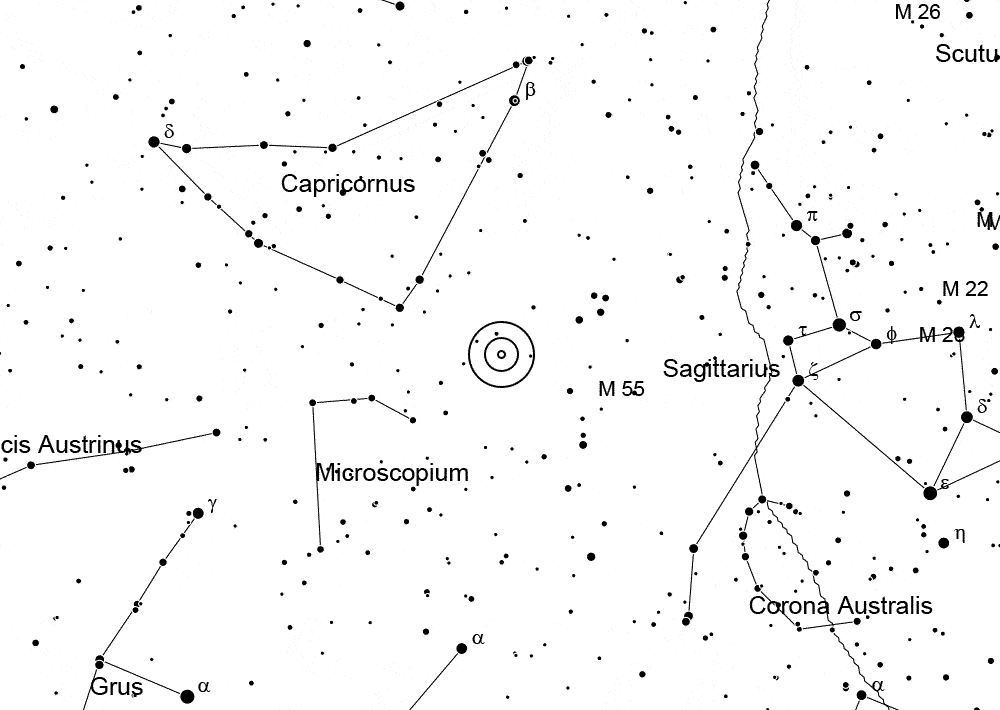 M 26
Scutu
β
δ
Capricornus
π
M
M 22
σ
λ
τ
ϕ
M 28
Sagittarius
ζ
M 55
δ
cis Austrinus
Microscopium
ε
γ
η
Corona Australis
α
Grus
α
α